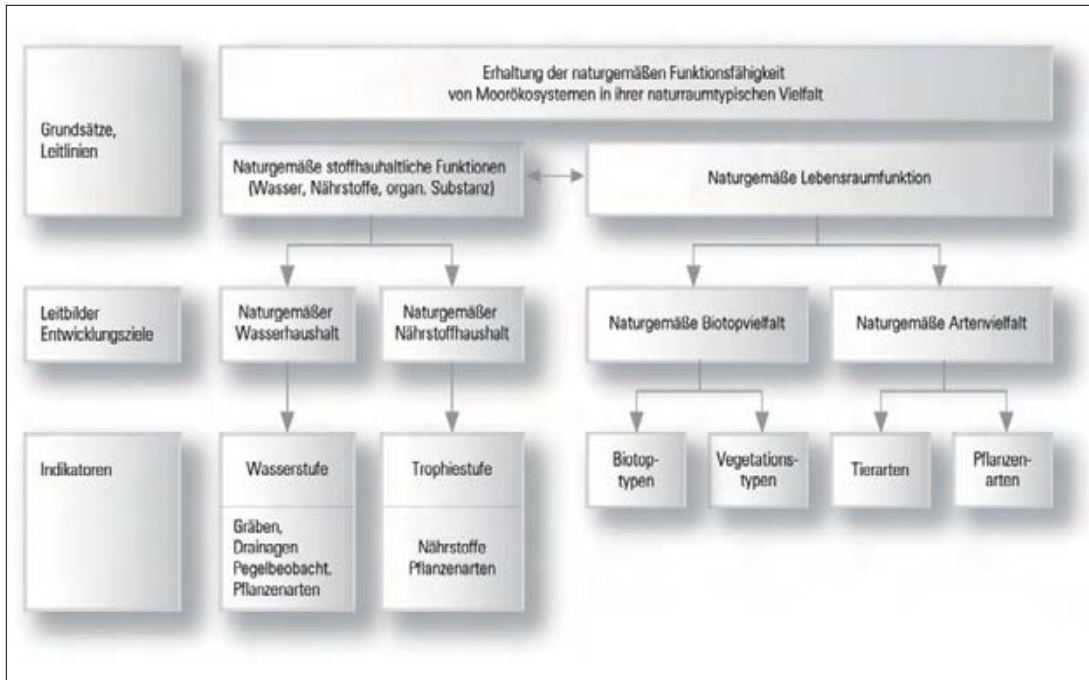 Erhaltung der naturgemäßen Funktionsfähigkeit
von Moorökosystemen in ihrer naturraumtypischen Vielfalt
Grundsätze,
Leitlinien
Naturgemäße stoffhauhaltliche Funktionen
(Wasser, Nährstoffe, organ. Substanz)
Naturgemäße Lebensraumfunktion
Leitbilder
Entwicklungsziele
Naturgemäßer
Wasserhaushalt
Naturgemäßer
Nährstoffhaushalt
Naturgemäße Biotopvielfalt
Naturgemäße Artenvielfalt
Indikatoren
Wasserstufe
Trophiestufe
Biotop-
typen
Vegetations-
typen
Tierarten
Pflanzen-
arten
Gräben,
Drainagen
Pegelbeobacht.
Pflanzenarten
Nährstoffe
Pflanzenarten